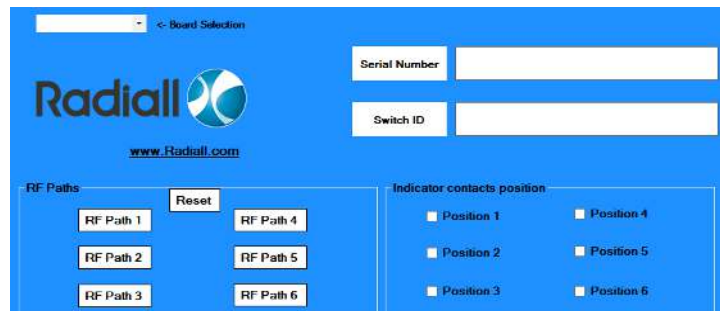 <- Board Selection
Serial Number
Radiall
Switch ID
www.Radiall.com
RF Paths
Reset
RF Path 1 RF Path 4
RF Path 2 RF Path 5
RF Path 3 RF Path 6
Indicator contacts position
Position 1 Position 4
Position 2 Position 5
Position 3 Position 6